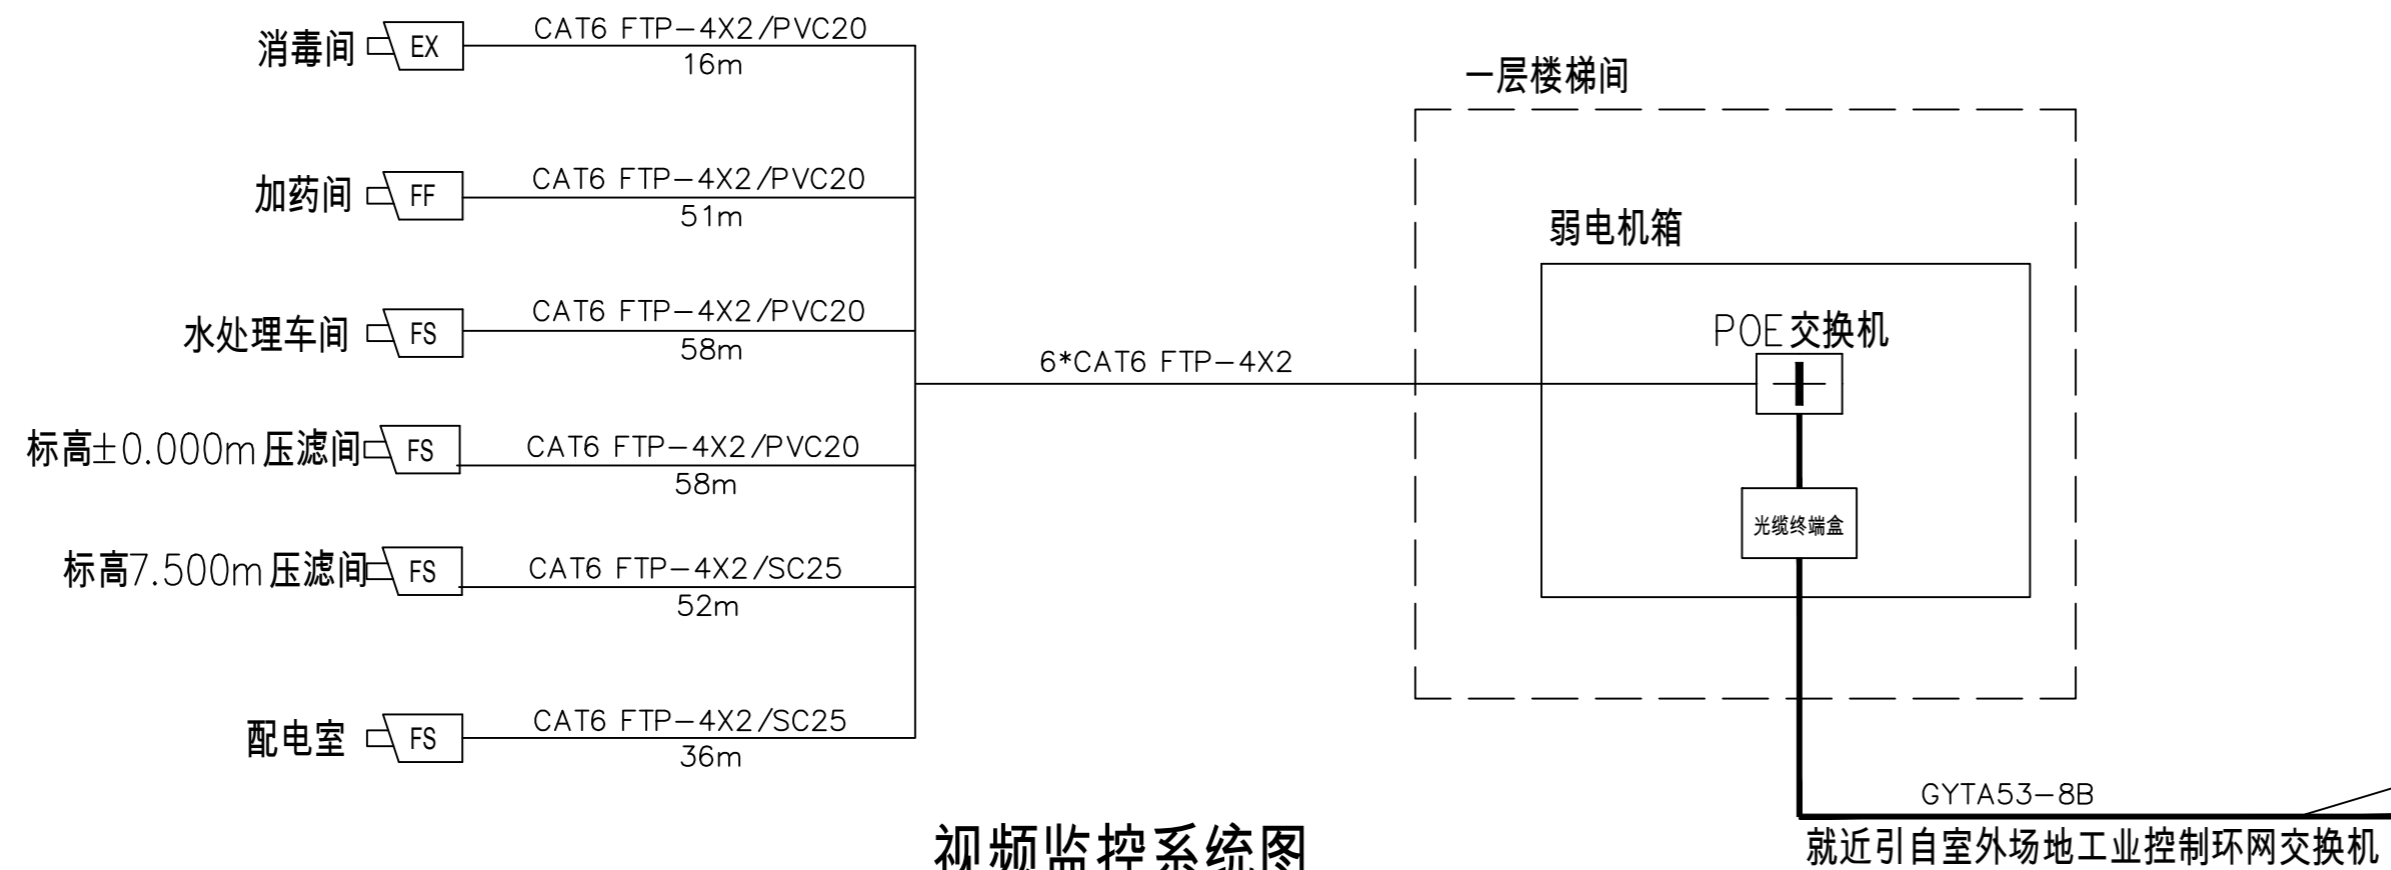 消毒间
EX
CAT6 FTP-4X2/PVC20
16m
加药间
FF
CAT6 FTP-4X2/PVC20
51m
水处理车间
FS
CAT6 FTP-4X2/PVC20
58m
标高±0.000m压滤间
FS
CAT6 FTP-4X2/PVC20
58m
标高7.500m压滤间
FS
CAT6 FTP-4X2/SC25
52m
配电室
FS
CAT6 FTP-4X2/SC25
36m
6*CAT6 FTP-4X2
一层楼梯间
弱电机箱
POE交换机
光缆终端盒
GYTA53-8B
就近引自室外场地工业控制环网交换机
视频监控系统图